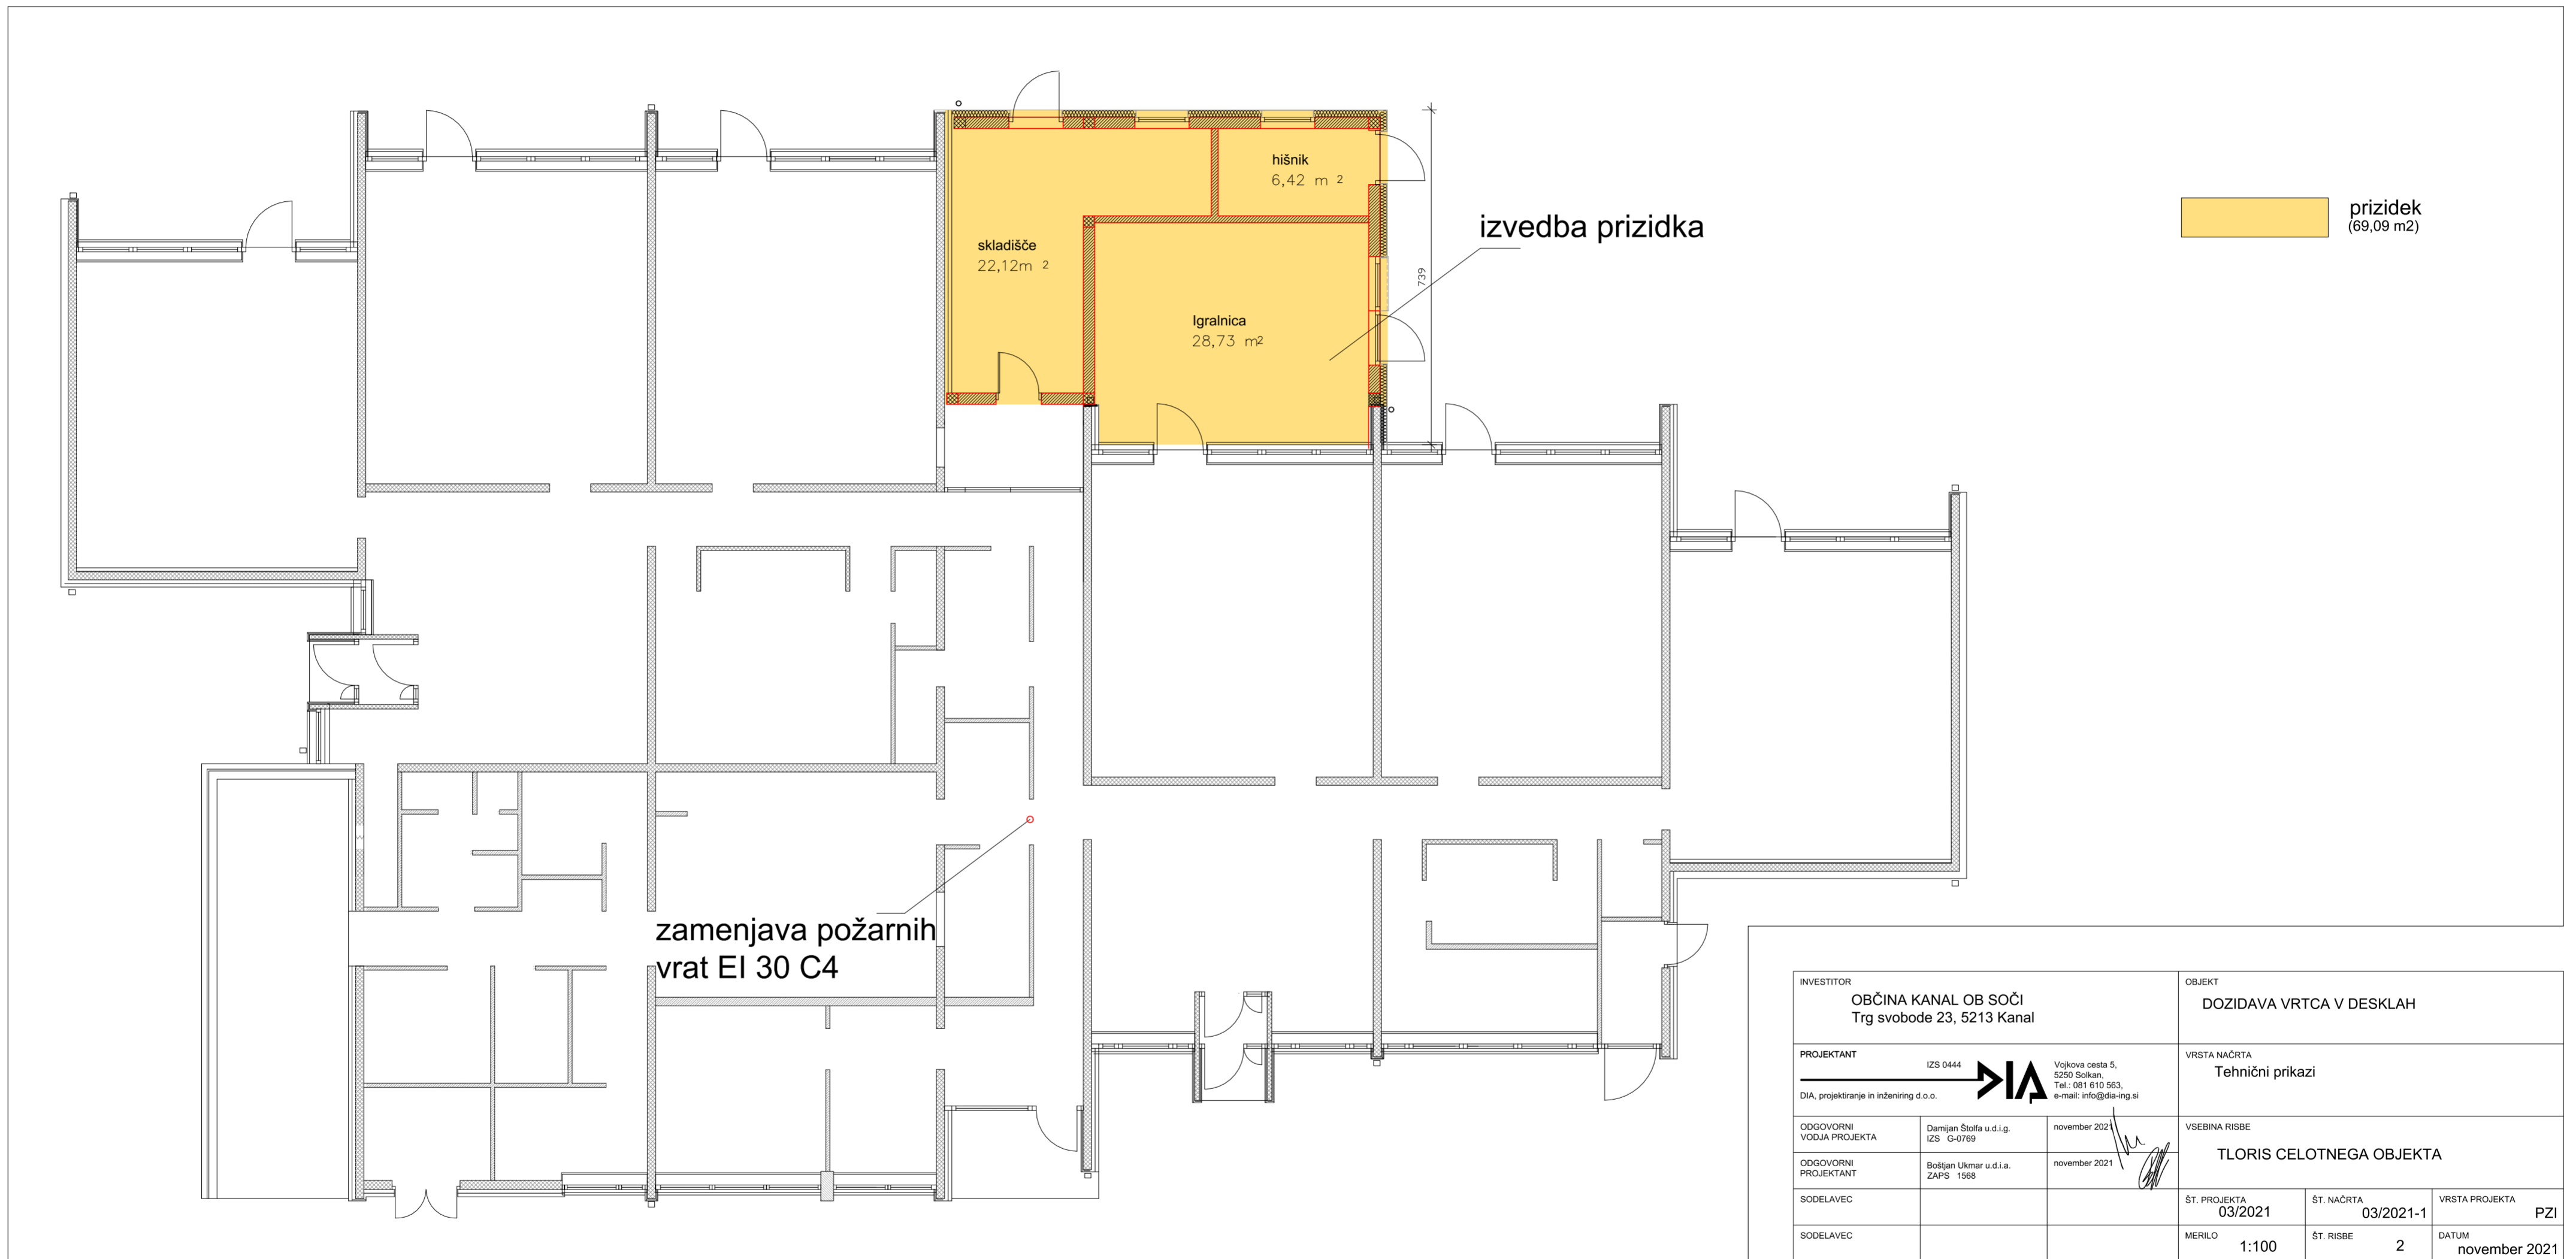 hišnik
6,42 m 2
prizidek
(69,09 m2)
izvedba prizidka
skladišče
22,12m 2
739
Igralnica
28,73 m2
zamenjava požarnih
vrat EI 30 C4
INVESTITOR
OBČINA KANAL OB SOČI
Trg svobode 23, 5213 Kanal
OBJEKT
DOZIDAVA VRTCA V DESKLAH
PROJEKTANT
IZS 0444
DIA
DIA, projektiranje in inženiring d.o.o.
Vojkova cesta 5,
5250 Solkan,
Tel.: 081 610 563,
e-mail: info@dia-ing.si
VRSTA NAČRTA
Tehnični prikazi
ODGOVORNI
VODJA PROJEKTA
Damijan Štolfa u.d.i.g.
IZS G-0769
november 2021
VSEBINA RISBE
TLORIS CELOTNEGA OBJEKTA
ODGOVORNI
PROJEKTANT
Boštjan Ukmar u.d.i.a.
ZAPS 1568
november 2021
SODELAVEC
ŠT. PROJEKTA
03/2021
ŠT. NAČRTA
03/2021-1
VRSTA PROJEKTA
PZI
SODELAVEC
MERILO
1:100
ŠT. RISBE
2
DATUM
november 2021